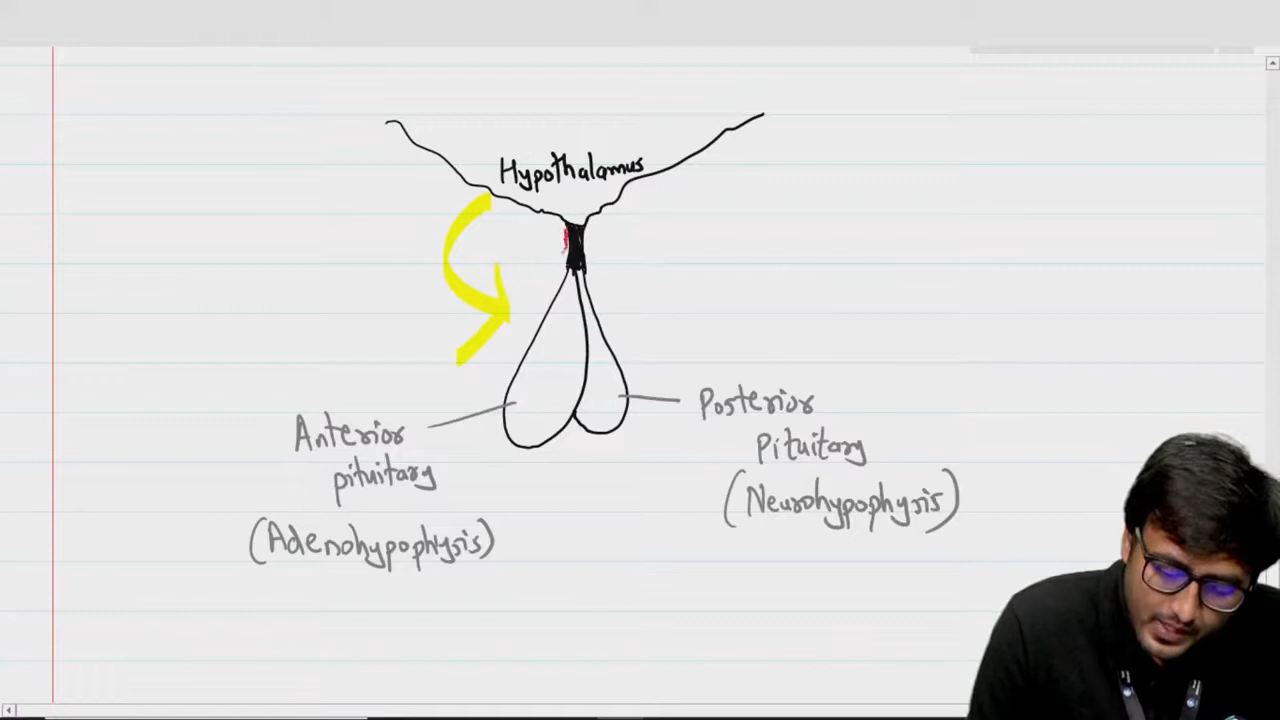 Hypothalamus
Anterior
pituitary
(Adenohypophysis)
Posterior
Pituitary
(Neurohypophysis)